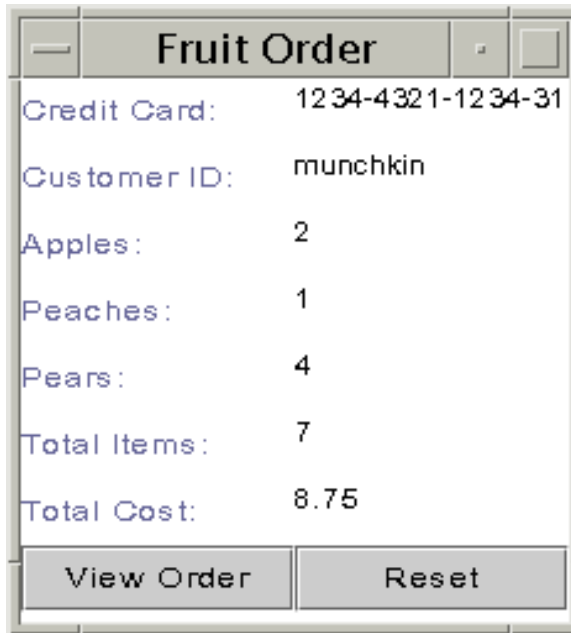 Fruit Order
Credit Card: 1234-4321-1234-31
Customer ID: munchkin
Apples: 2
Peaches: 1
Pears: 4
Total Items: 7
Total Cost: 8.75
View Order Reset